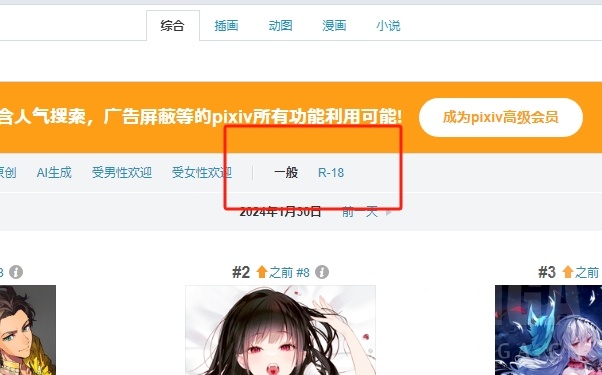 综合 插画 动图 漫画 小说
含人气搜索，广告屏蔽等的pixiv所有功能利用可能! 成为pixiv高级会员
原创 AI生成 受男性欢迎 受女性欢迎 一般 R-18
2024年1月30日 前一天
#2 之前 #8 #3 之前